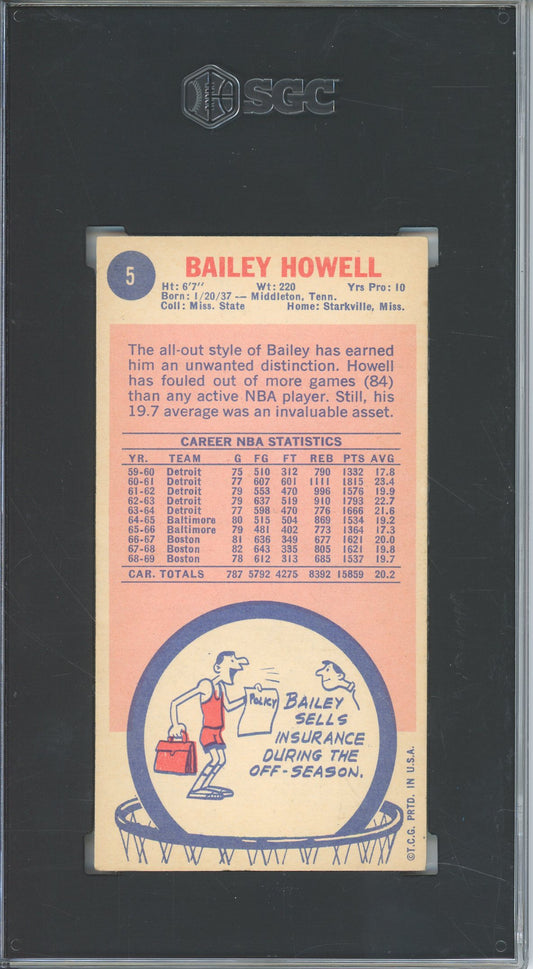 SGC
5
BAILEY HOWELL
Ht: 6'7" Wt: 220 Yrs Pro: 10
Born: 1/20/37 — Middleton, Tenn.
Coll: Miss. State Home: Starkville, Miss.
The all-out style of Bailey has earned
him an unwanted distinction. Howell
has fouled out of more games (84)
than any active NBA player. Still, his
19.7 average was an invaluable asset.
CAREER NBA STATISTICS
YR. TEAM G FG FT REB PTS AVG
59-60 Detroit 75 510 312 790 1332 17.8
60-61 Detroit 77 607 601 1111 1815 23.4
61-62 Detroit 79 553 470 996 1576 19.9
62-63 Detroit 79 637 519 910 1793 22.7
63-64 Detroit 77 598 470 776 1666 21.6
64-65 Baltimore 80 515 504 869 1534 19.2
65-66 Baltimore 79 481 402 773 1364 17.3
66-67 Boston 81 636 349 677 1621 20.0
67-68 Boston 82 643 335 805 1621 19.8
68-69 Boston 78 612 313 685 1537 19.7
CAR. TOTALS 787 5792 4275 8392 15859 20.2
POLICY
BAILEY
SELLS
INSURANCE
DURING THE
OFF-SEASON.
©T.C.G. PRTD. IN U.S.A.